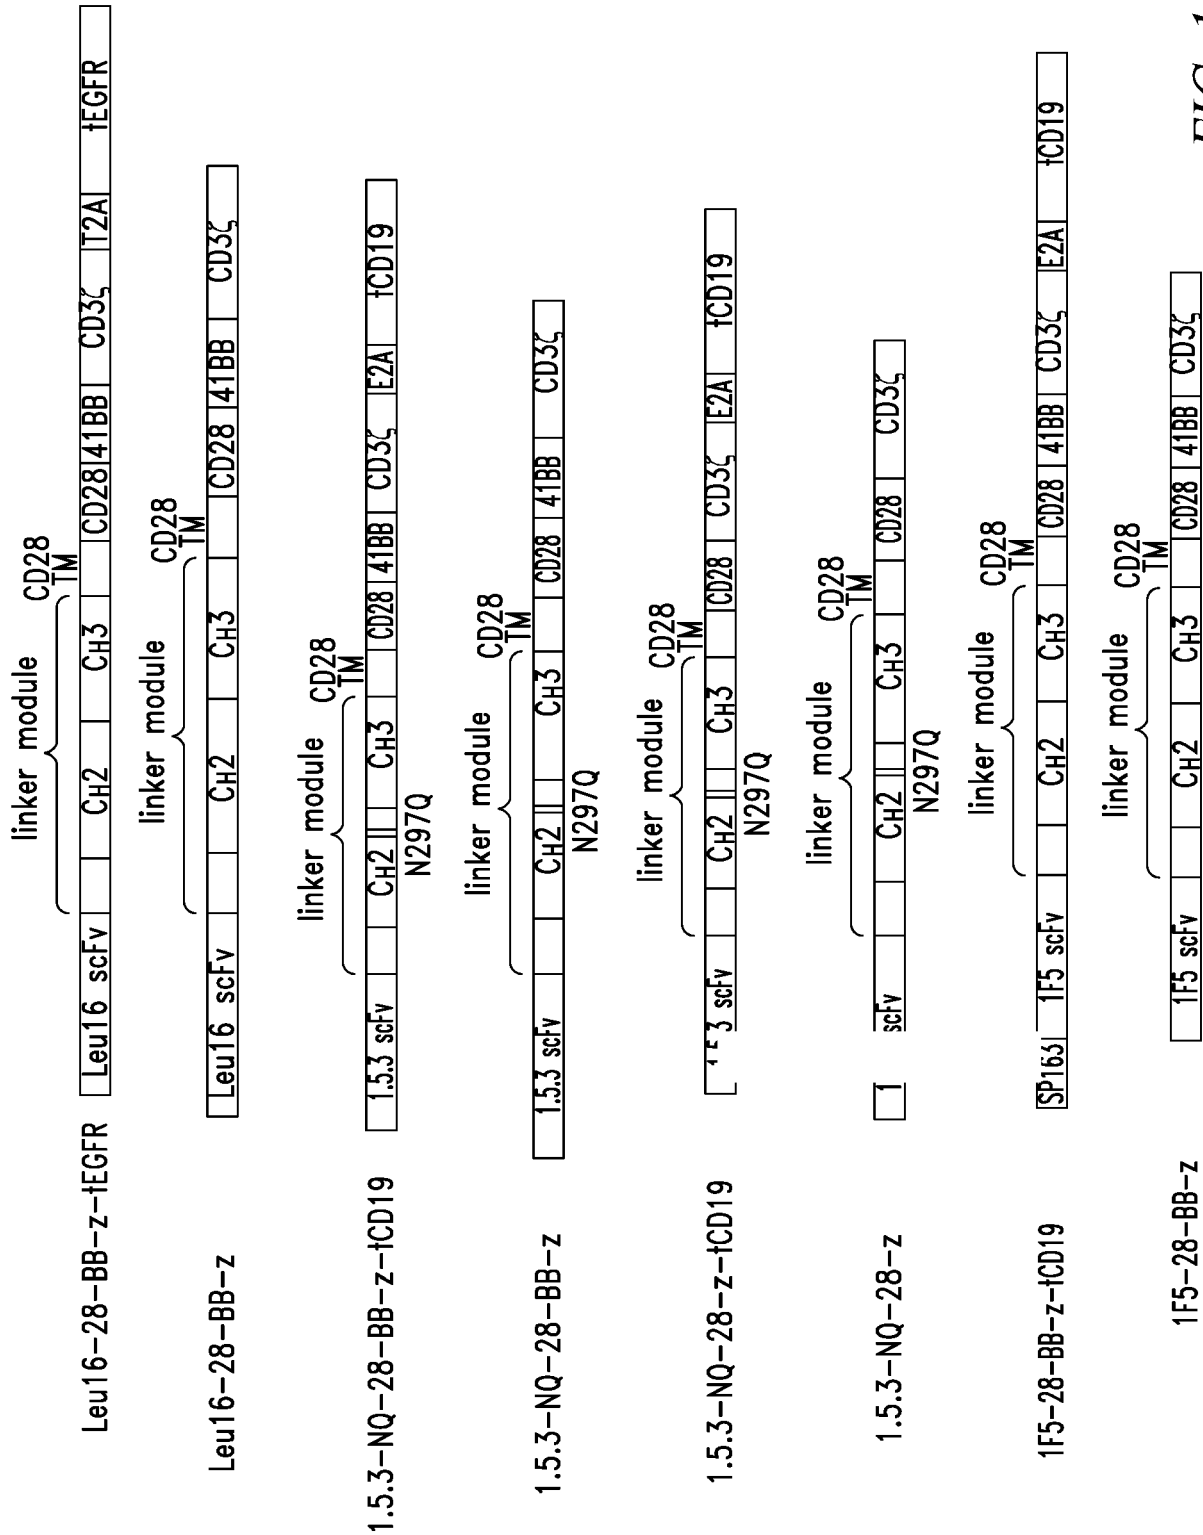 linker module
CD28
TM
Leu16-28-BB-z-tEGFR
Leu16 scFv CH2 CH3 CD28 41BB CD3ζ T2A tEGFR
linker module
CD28
TM
Leu16-28-BB-z
Leu16 scFv CH2 CH3 CD28 41BB CD3ζ
linker module
CD28
TM
1.5.3-NQ-28-BB-z-tCD19
1.5.3 scFv CH2 CH3 CD28 41BB CD3ζ E2A tCD19
N297Q
linker module
CD28
TM
1.5.3-NQ-28-BB-z
1.5.3 scFv CH2 CH3 CD28 41BB CD3ζ
N297Q
linker module
CD28
TM
1.5.3-NQ-28-z-tCD19
3 scFv CH2 CH3 CD28 CD3ζ E2A tCD19
N297Q
linker module
CD28
TM
1.5.3-NQ-28-z
1 scFv CH2 CH3 CD28 CD3ζ
N297Q
linker module
CD28
TM
1F5-28-BB-z-tCD19
SP163 1F5 scFv CH2 CH3 CD28 41BB CD3ζ E2A tCD19
linker module
CD28
TM
1F5-28-BB-z
1F5 scFv CH2 CH3 CD28 41BB CD3ζ